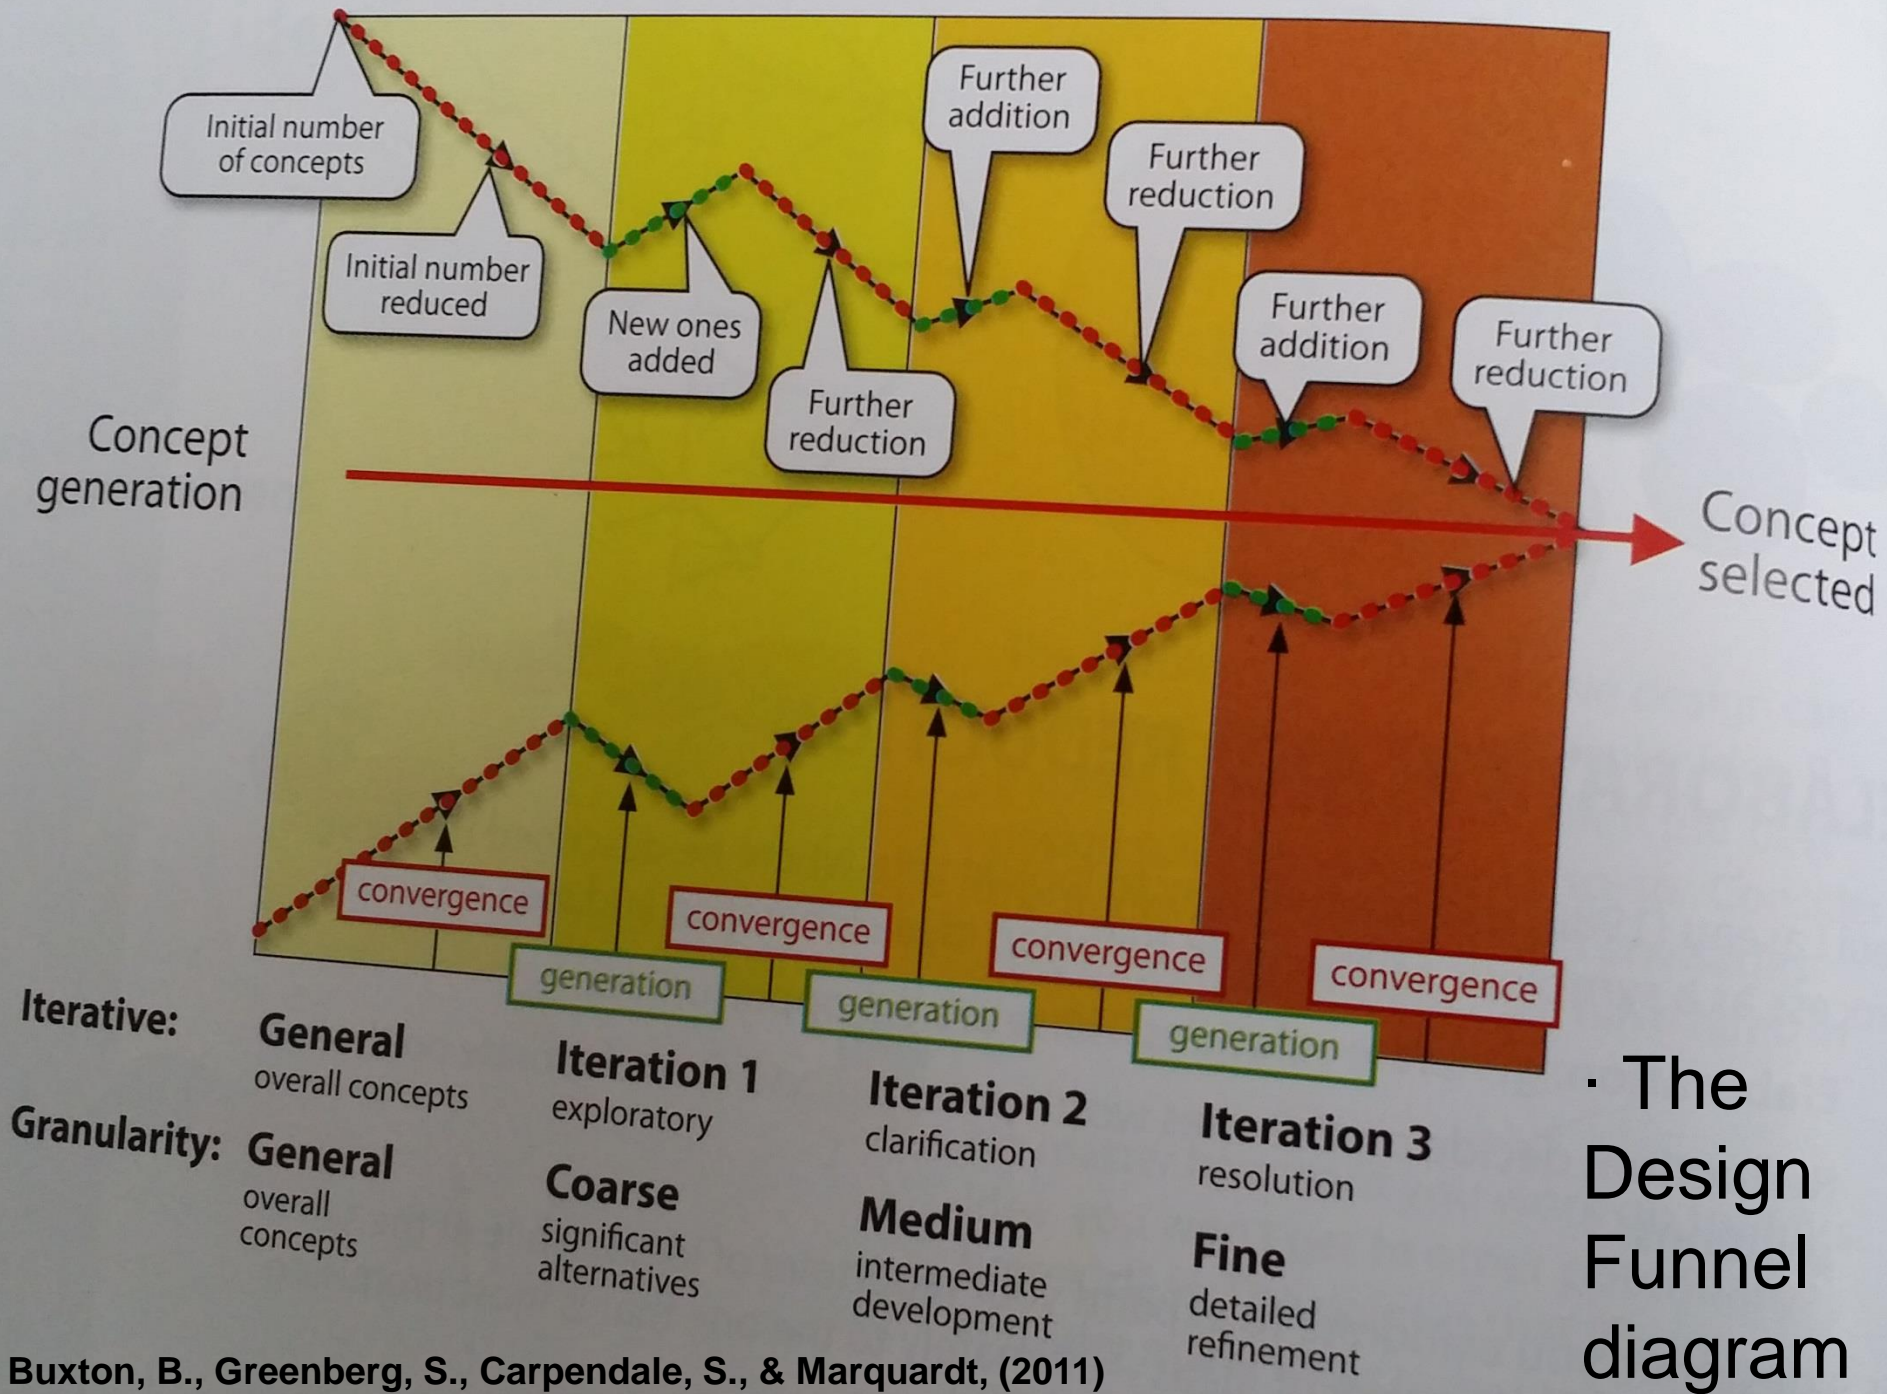 Initial number
of concepts
Initial number
reduced
New ones
added
Further
reduction
Further
addition
Further
reduction
Further
addition
Further
reduction
Concept
generation
Concept
selected
convergence
generation
convergence
generation
convergence
generation
convergence
Iterative:
General
overall concepts
Iteration 1
exploratory
Iteration 2
clarification
Iteration 3
resolution
Granularity:
General
overall
concepts
Coarse
significant
alternatives
Medium
intermediate
development
Fine
detailed
refinement
· The
Design
Funnel
diagram
Buxton, B., Greenberg, S., Carpendale, S., & Marquardt, (2011)